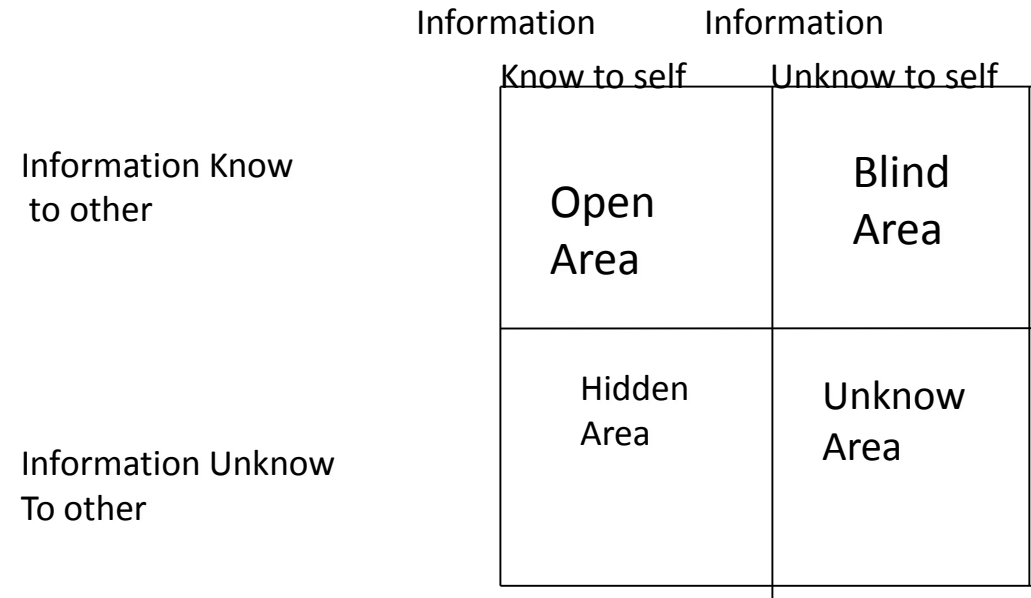 Information Information
Know to self Unknow to self
Information Know
to other
Open
Area
Blind
Area
Information Unknow
To other
Hidden
Area
Unknow
Area